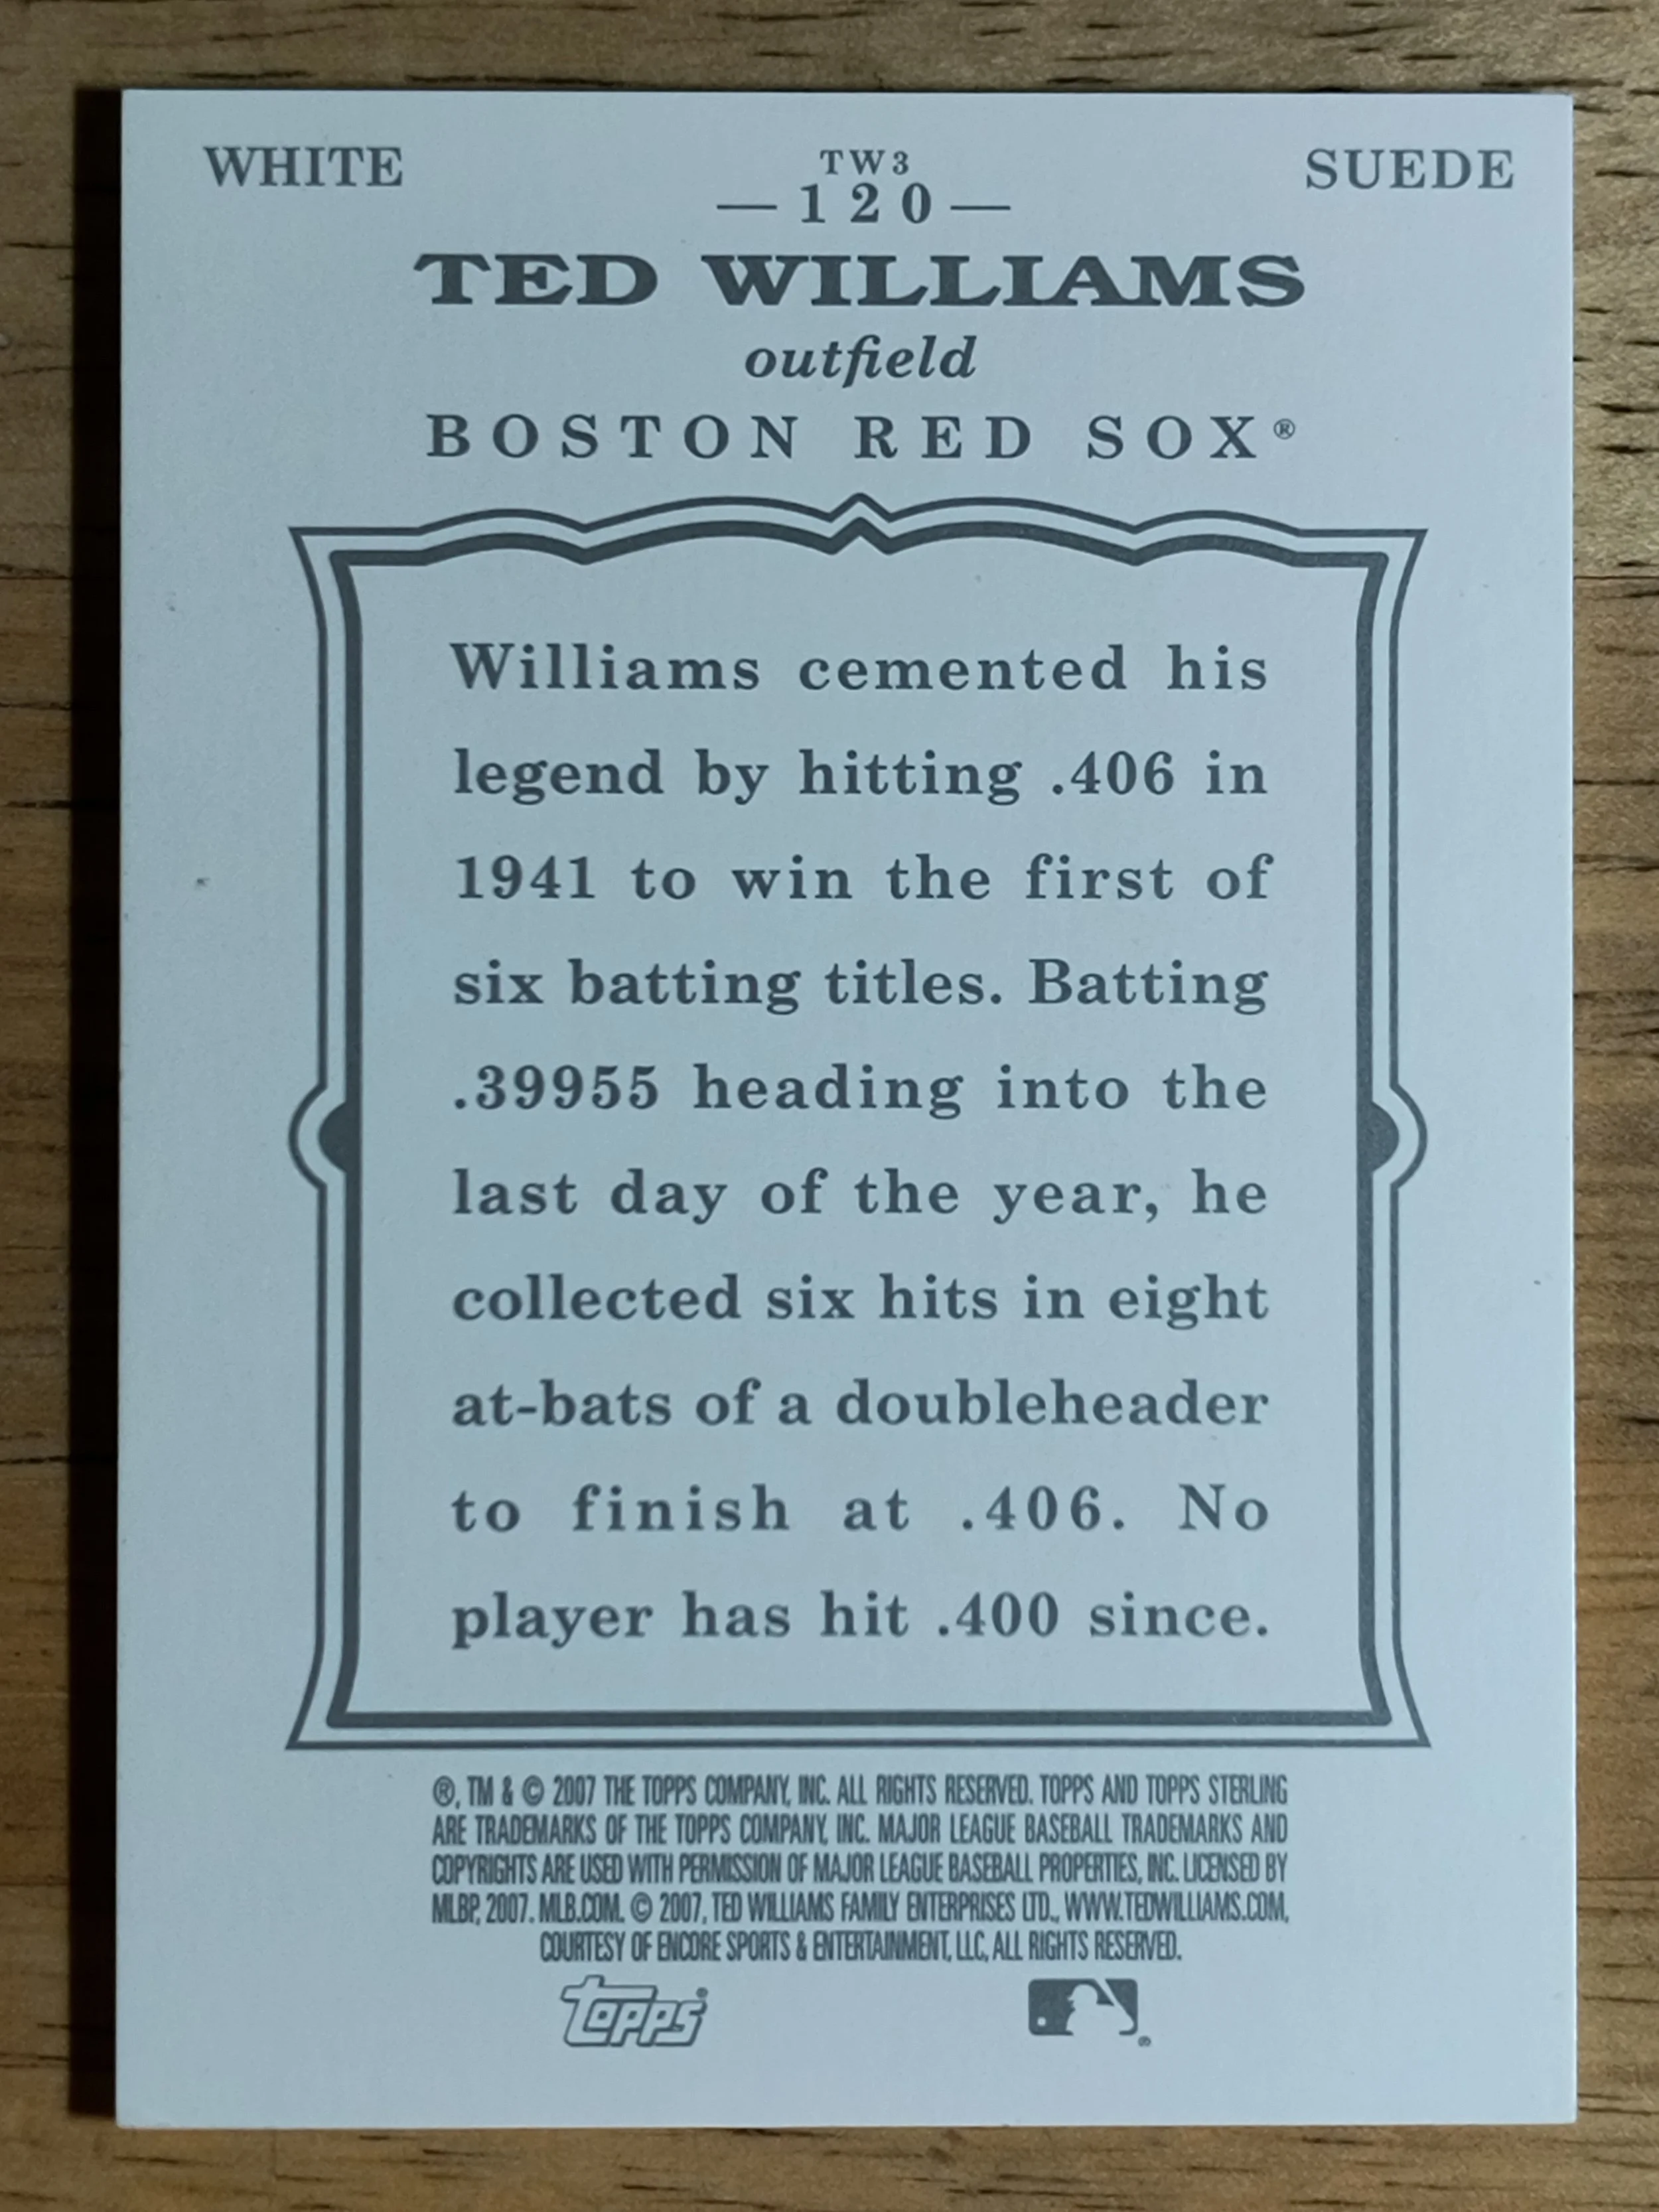 WHITE TW3 SUEDE
— 120 —
TED WILLIAMS
outfield
BOSTON RED SOX®
Williams cemented his
legend by hitting .406 in
1941 to win the first of
six batting titles. Batting
.39955 heading into the
last day of the year, he
collected six hits in eight
at-bats of a doubleheader
to finish at .406. No
player has hit .400 since.
®, TM & © 2007 THE TOPPS COMPANY, INC. ALL RIGHTS RESERVED. TOPPS AND TOPPS STERLING
ARE TRADEMARKS OF THE TOPPS COMPANY, INC. MAJOR LEAGUE BASEBALL TRADEMARKS AND
COPYRIGHTS ARE USED WITH PERMISSION OF MAJOR LEAGUE BASEBALL PROPERTIES, INC. LICENSED BY
MLBP, 2007. MLB.COM. © 2007, TED WILLIAMS FAMILY ENTERPRISES LTD., WWW.TEDWILLIAMS.COM,
COURTESY OF ENCORE SPORTS & ENTERTAINMENT, LLC, ALL RIGHTS RESERVED.
topps® ®